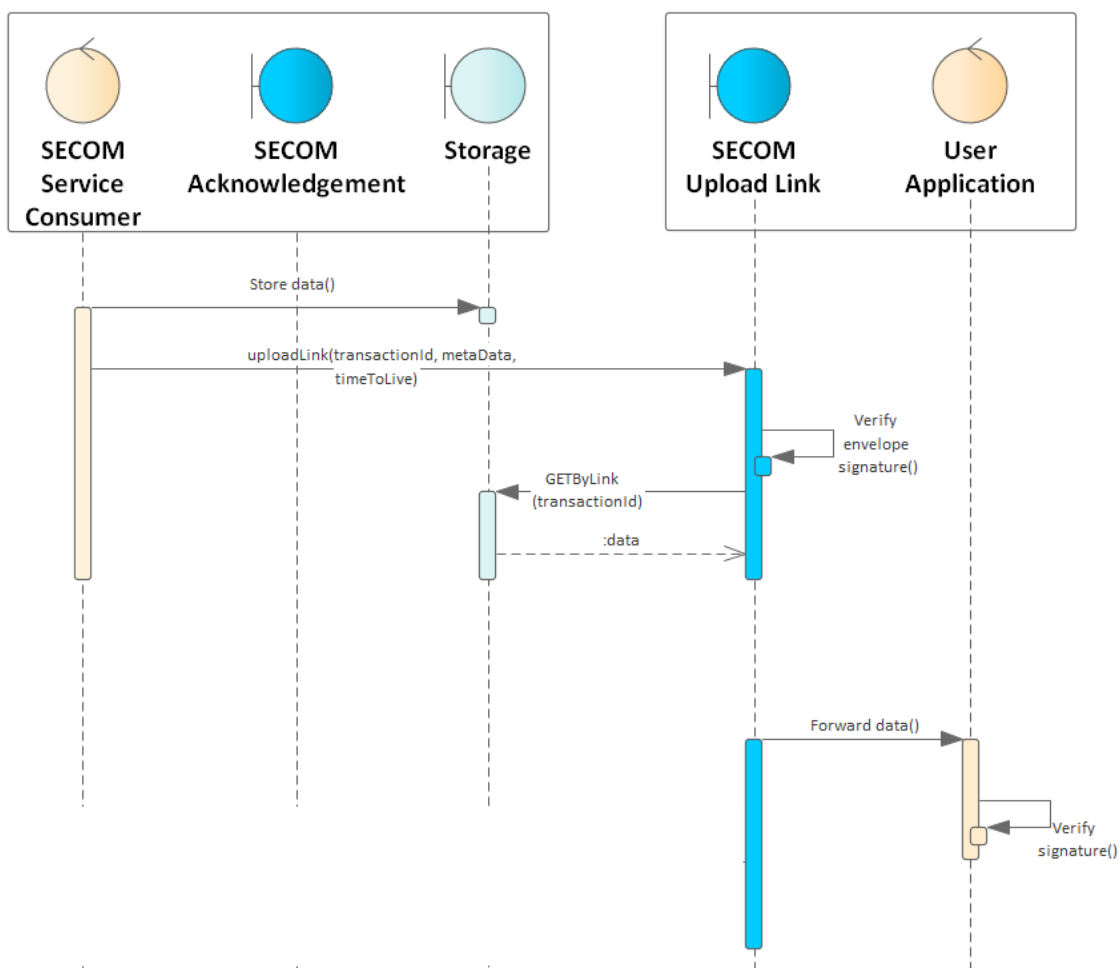 SECOM
Service
Consumer
SECOM
Acknowledgement
Storage
SECOM
Upload Link
User
Application
Store data()
uploadLink(transactionId, metaData,
timeToLive)
Verify
envelope
signature()
GETByLink
(transactionId)
:data
Forward data()
Verify
signature()